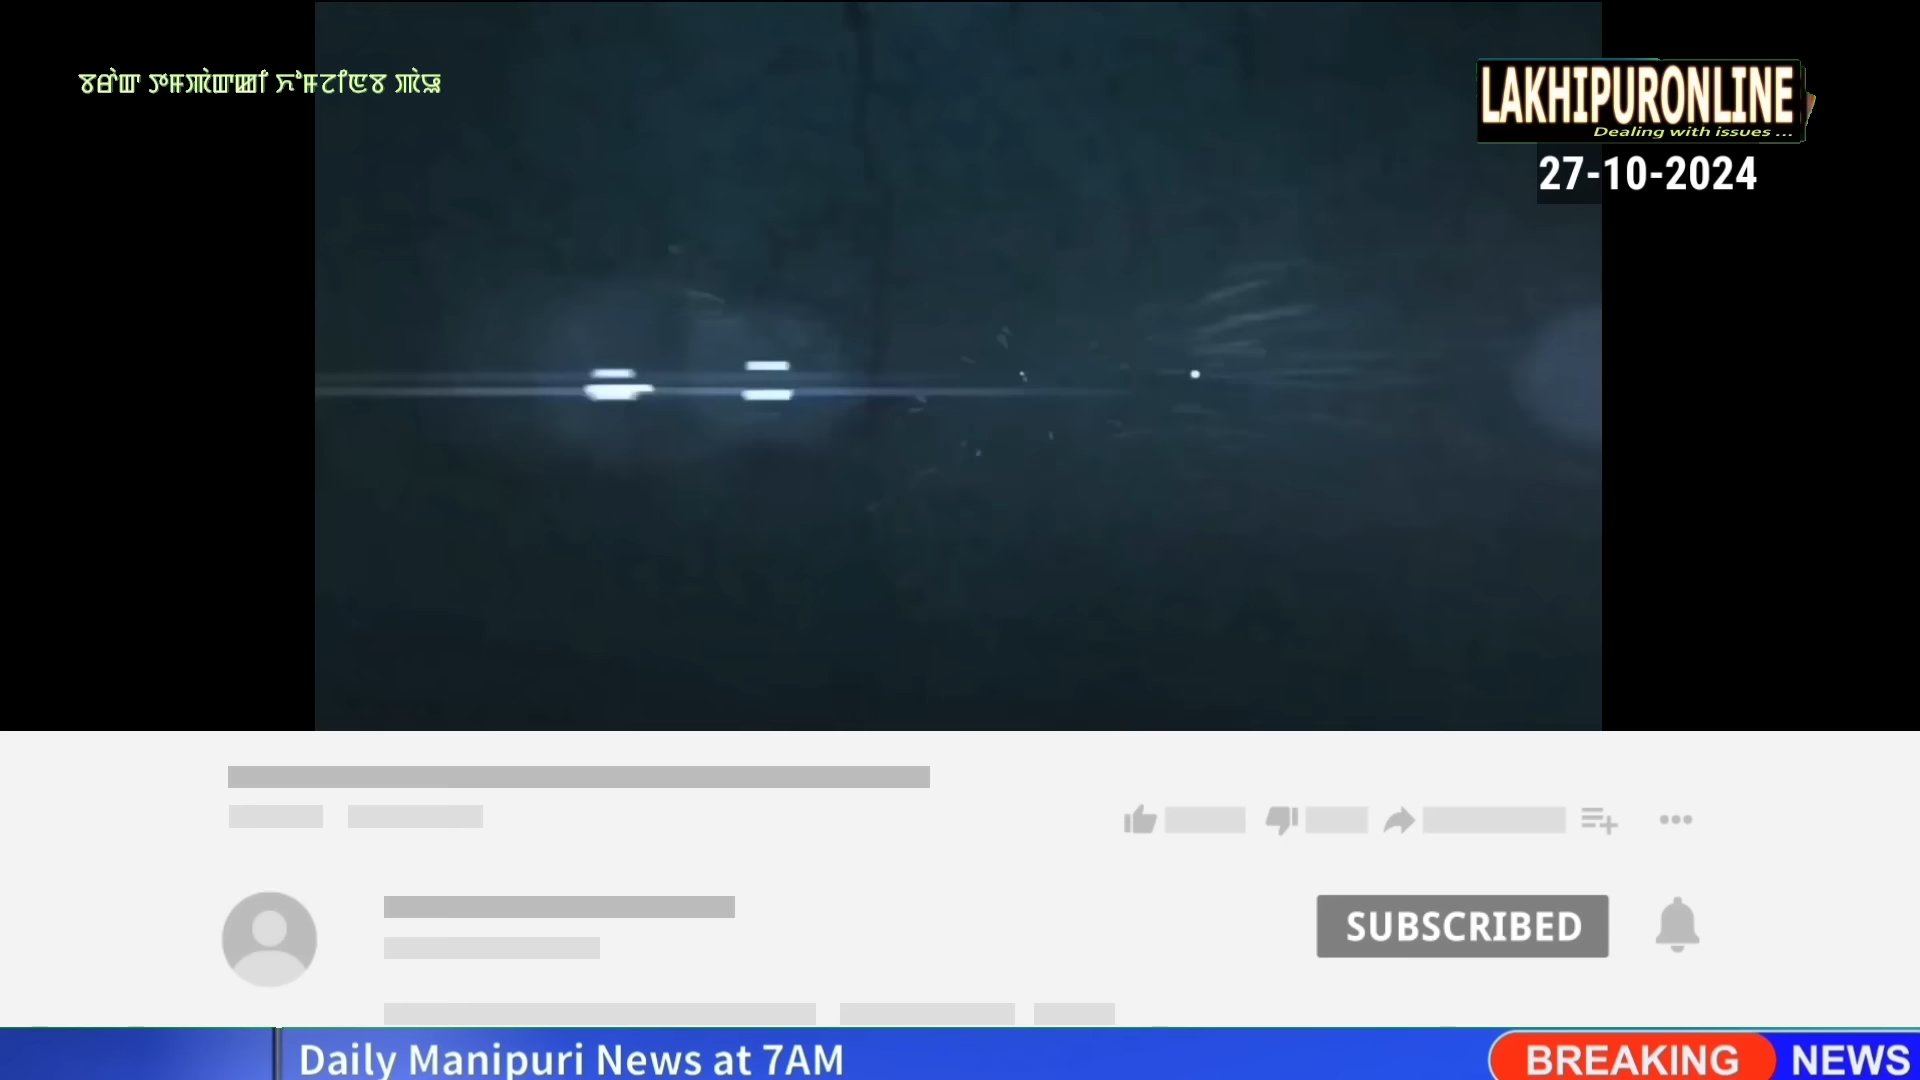 LAKHIPURONLINE
Dealing with issues ...
27-10-2024
SUBSCRIBED
Daily Manipuri News at 7AM
BREAKING NEWS